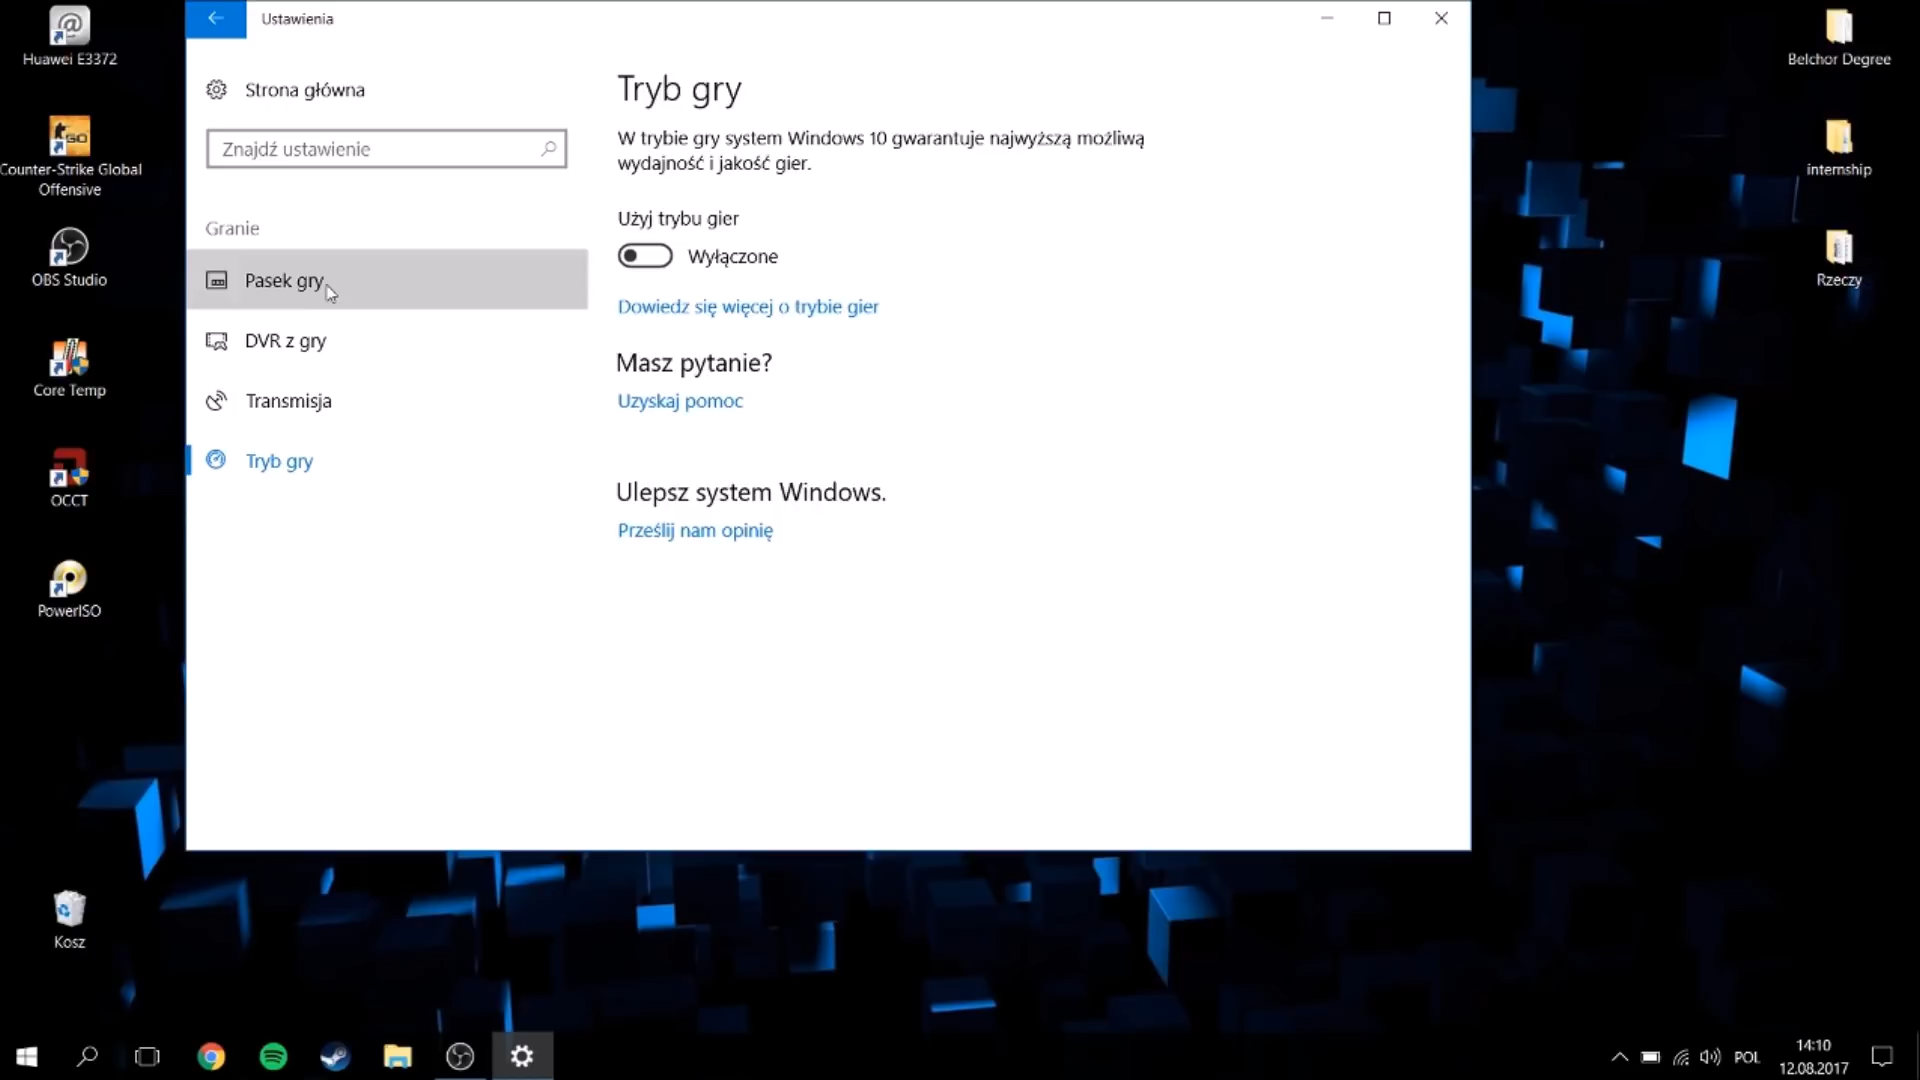 Huawei E3372
Counter-Strike Global
Offensive
OBS Studio
Core Temp
OCCT
PowerISO
Kosz
Ustawienia
Strona główna
Znajdź ustawienie
Granie
Pasek gry
DVR z gry
Transmisja
Tryb gry
Tryb gry
W trybie gry system Windows 10 gwarantuje najwyższą możliwą
wydajność i jakość gier.
Użyj trybu gier
Wyłączone
Dowiedz się więcej o trybie gier
Masz pytanie?
Uzyskaj pomoc
Ulepsz system Windows.
Prześlij nam opinię
Belchor Degree
internship
Rzeczy
POL
14:10
12.08.2017